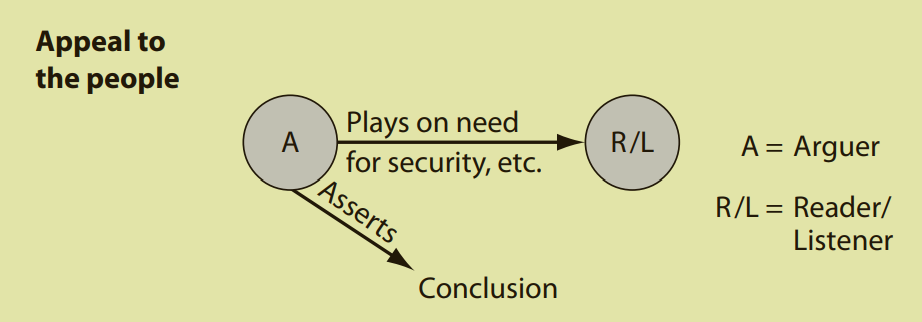 Appeal to
the people
A
Plays on need
for security, etc.
R/L
Asserts
Conclusion
A = Arguer
R/L = Reader/
Listener